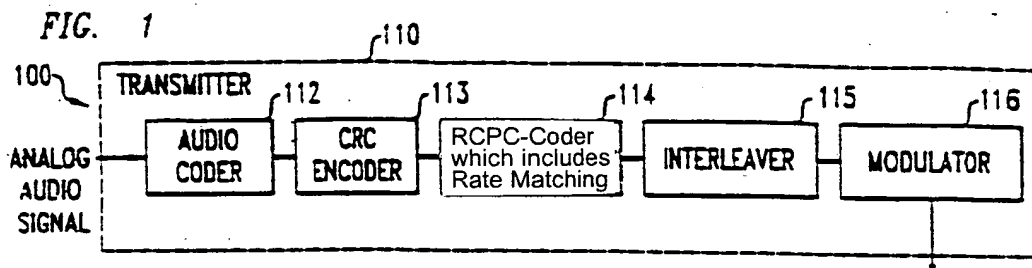 FIG. 1
110
100
TRANSMITTER
112
113
114
115
116
ANALOG
AUDIO
SIGNAL
AUDIO
CODER
CRC
ENCODER
RCPC-Coder
which includes
Rate Matching
INTERLEAVER
MODULATOR